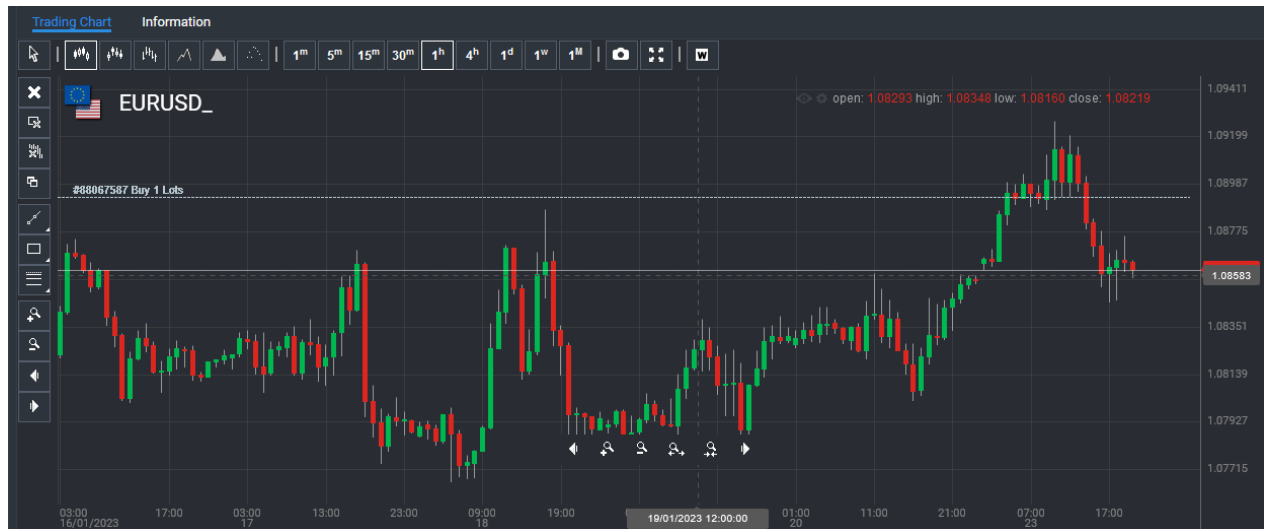 Trading Chart Information
1m 5m 15m 30m 1h 4h 1d 1w 1M W
EURUSD_
open: 1.08293 high: 1.08348 low: 1.08160 close: 1.08219
1.09411
1.09199
#88067587 Buy 1 Lots
1.08987
1.08775
1.08583
1.08351
1.08139
1.07927
1.07715
03:00 17:00 03:00 13:00 23:00 09:00 19:00 01:00 11:00 21:00 07:00 17:00
16/01/2023 17 18 19/01/2023 12:00:00 20 23